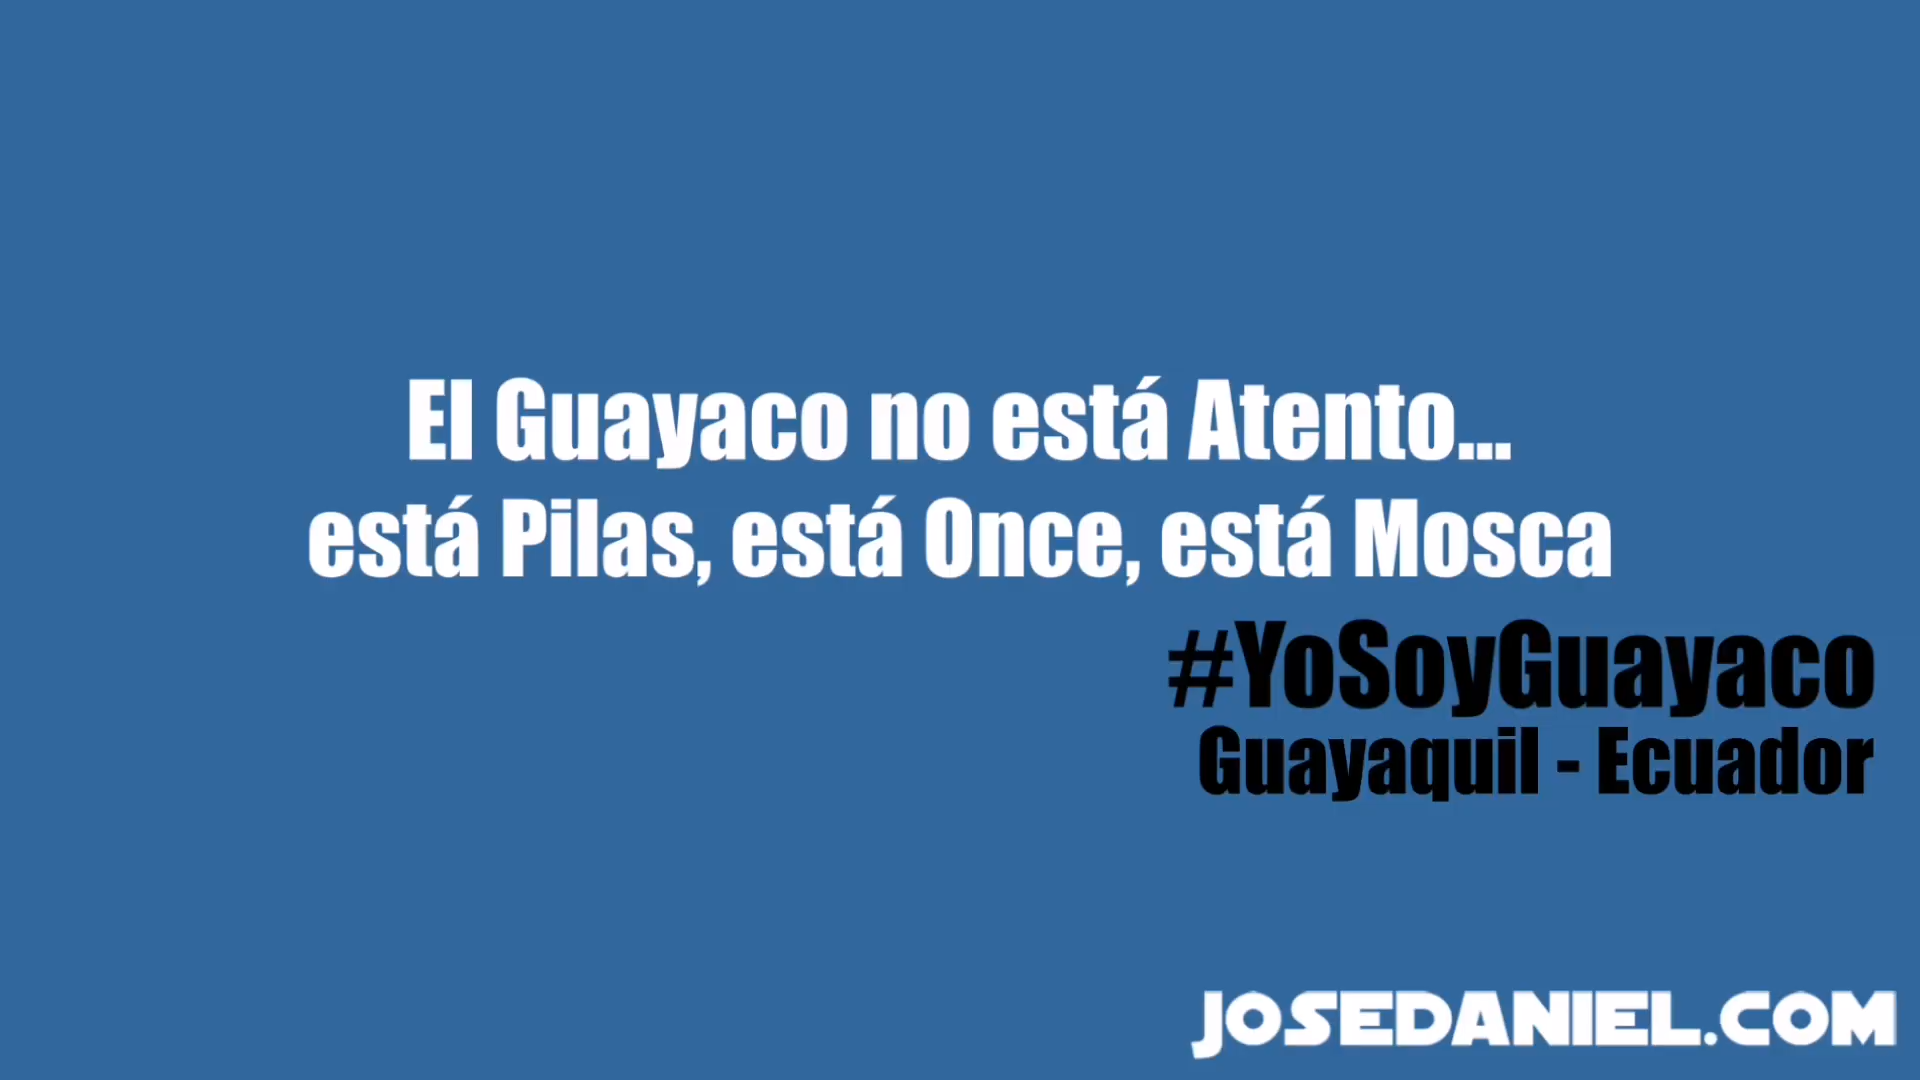 El Guayaco no está Atento...
está Pilas, está Once, está Mosca
#YoSoyGuayaco
Guayaquil - Ecuador
JOSEDANIEL.COM